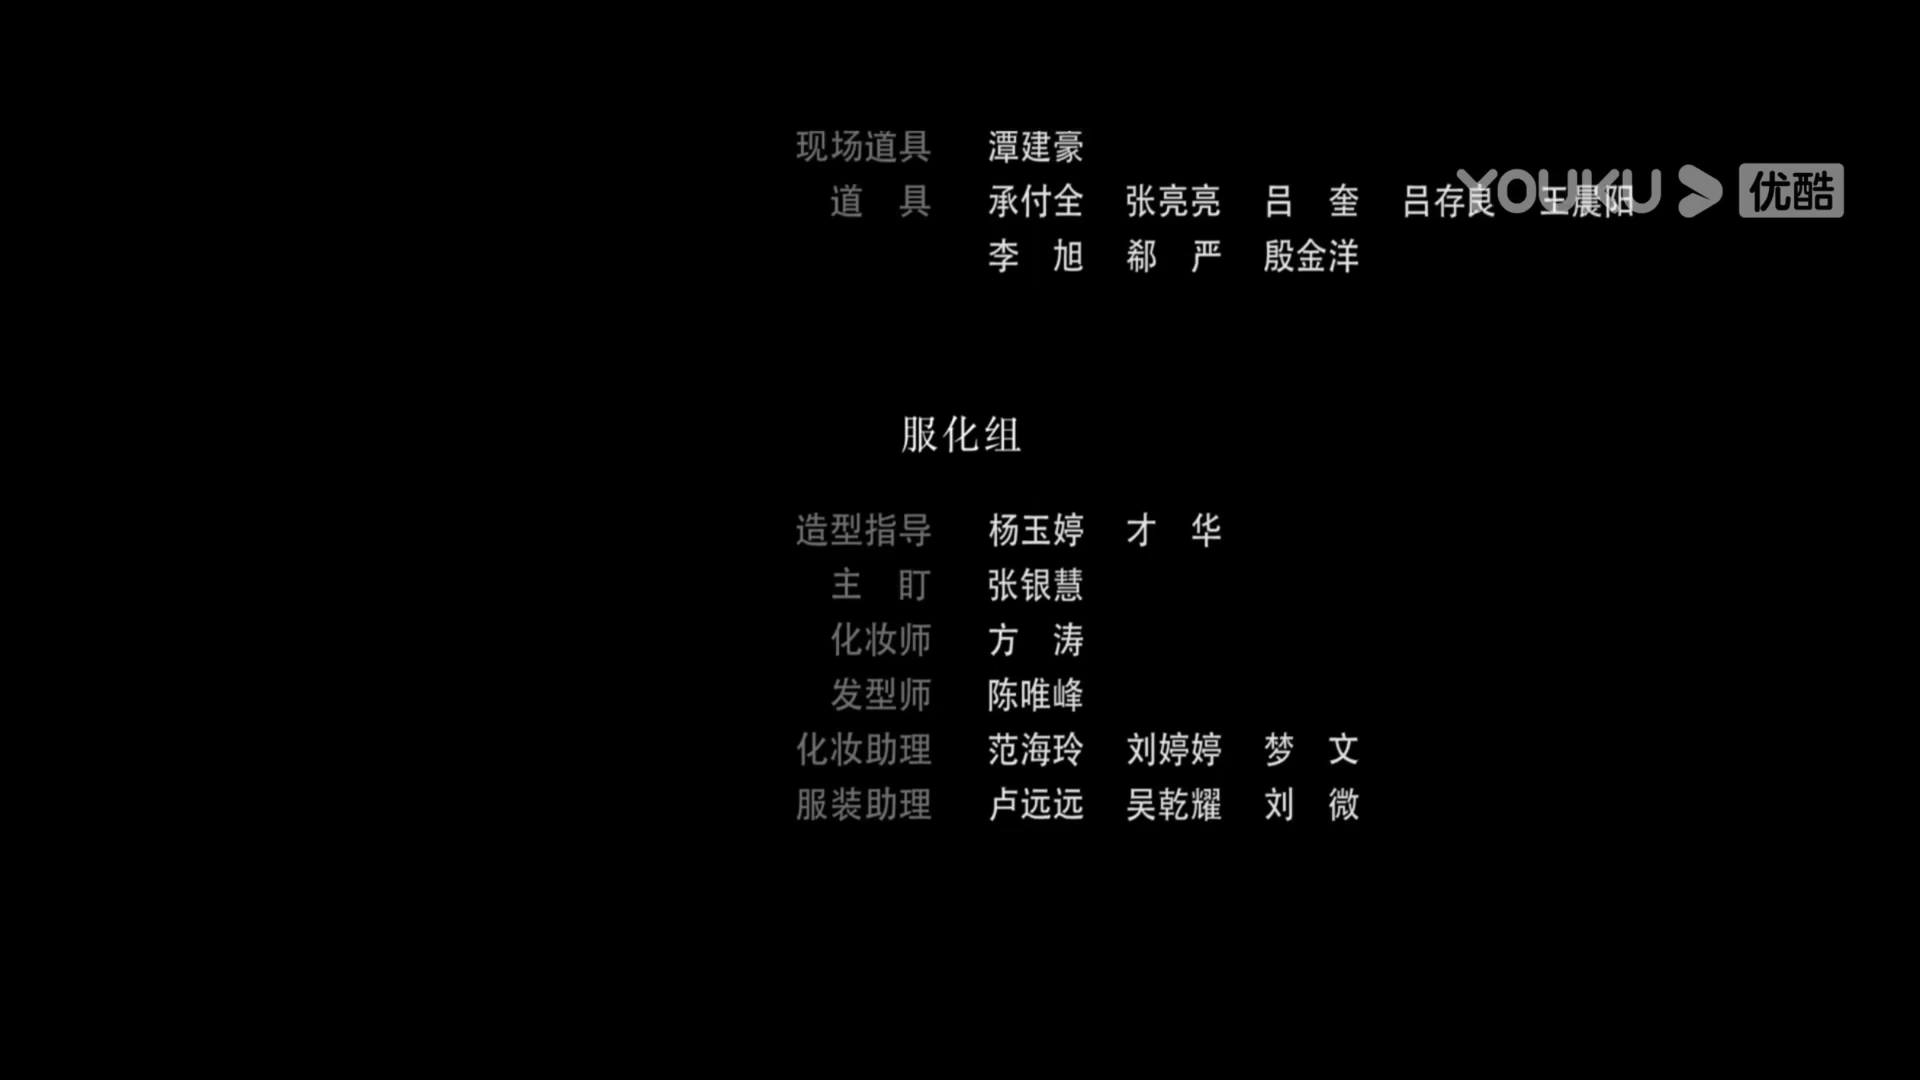 现场道具 潭建豪
YOUKU 优酷
道 具 承付全 张亮亮 吕 奎 吕存良 王晨阳
李 旭 郗 严 殷金洋
服化组
造型指导 杨玉婷 才 华
主 盯 张银慧
化妆师 方 涛
发型师 陈唯峰
化妆助理 范海玲 刘婷婷 梦 文
服装助理 卢远远 吴乾耀 刘 微